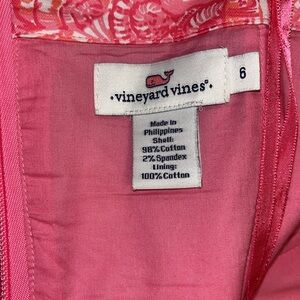 vineyard vines®
6
Made in
Philippines
Shell:
98%Cotton
2%Spandex
Lining:
100%Cotton